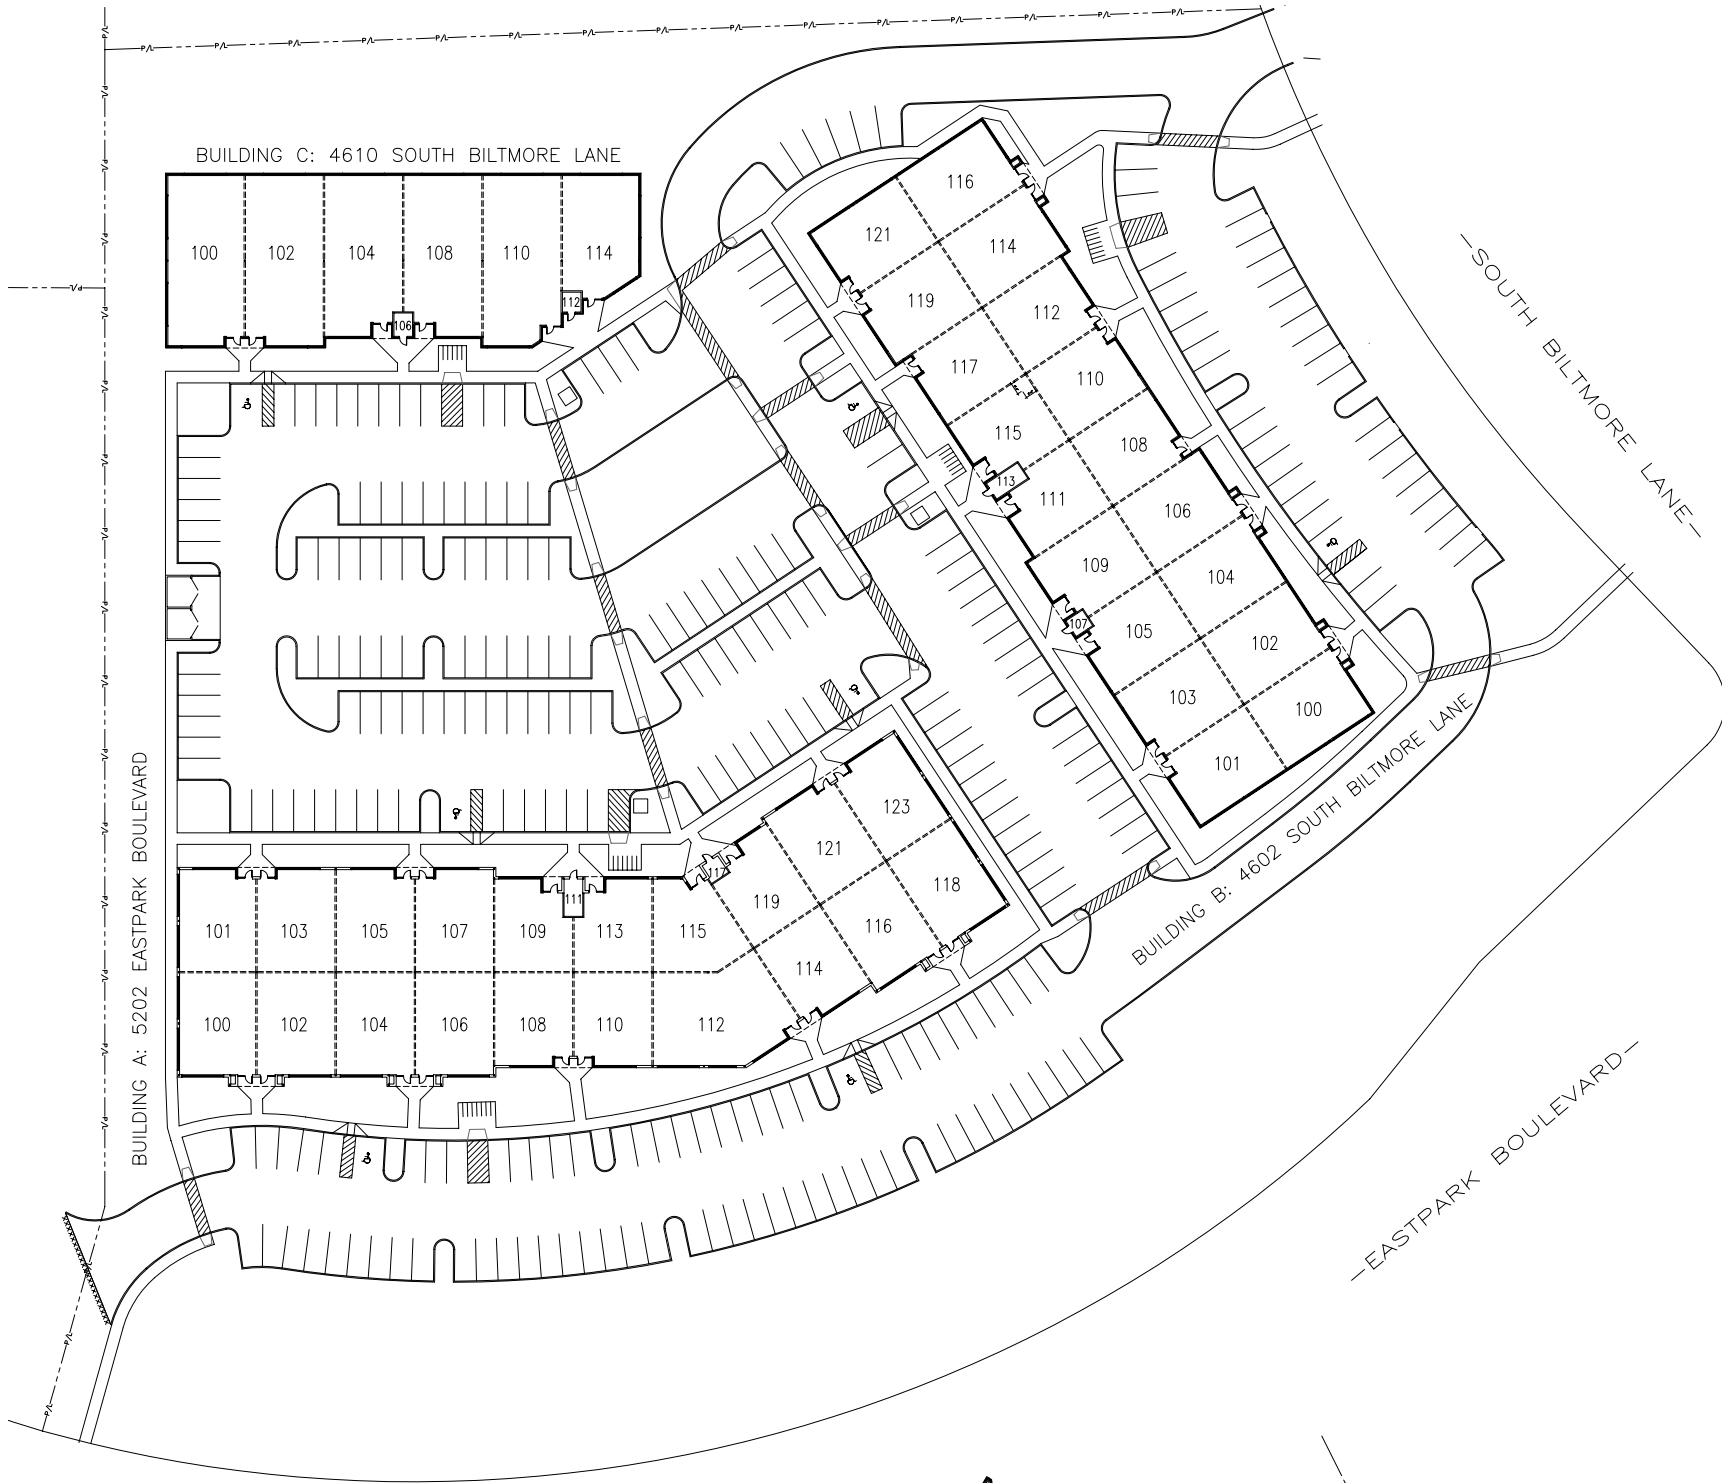 P/L P/L P/L P/L P/L P/L P/L P/L P/L P/L P/L P/L P/L P/L P/L
BUILDING C: 4610 SOUTH BILTMORE LANE
100 102 104 108 110 114
106 112
116
121 114
119 112
117 110
115 108
113 111 106
109 104
107 105 102
103 100
101
-SOUTH BILTMORE LANE-
BUILDING B: 4602 SOUTH BILTMORE LANE
BUILDING A: 5202 EASTPARK BOULEVARD
123
121
117 119 118
111 116
101 103 105 107 109 113 115
114
100 102 104 106 108 110 112
-EASTPARK BOULEVARD-
P/L P/L P/L P/L P/L P/L P/L P/L P/L P/L P/L P/L P/L P/L P/L P/L
P/L
P/L
P/L